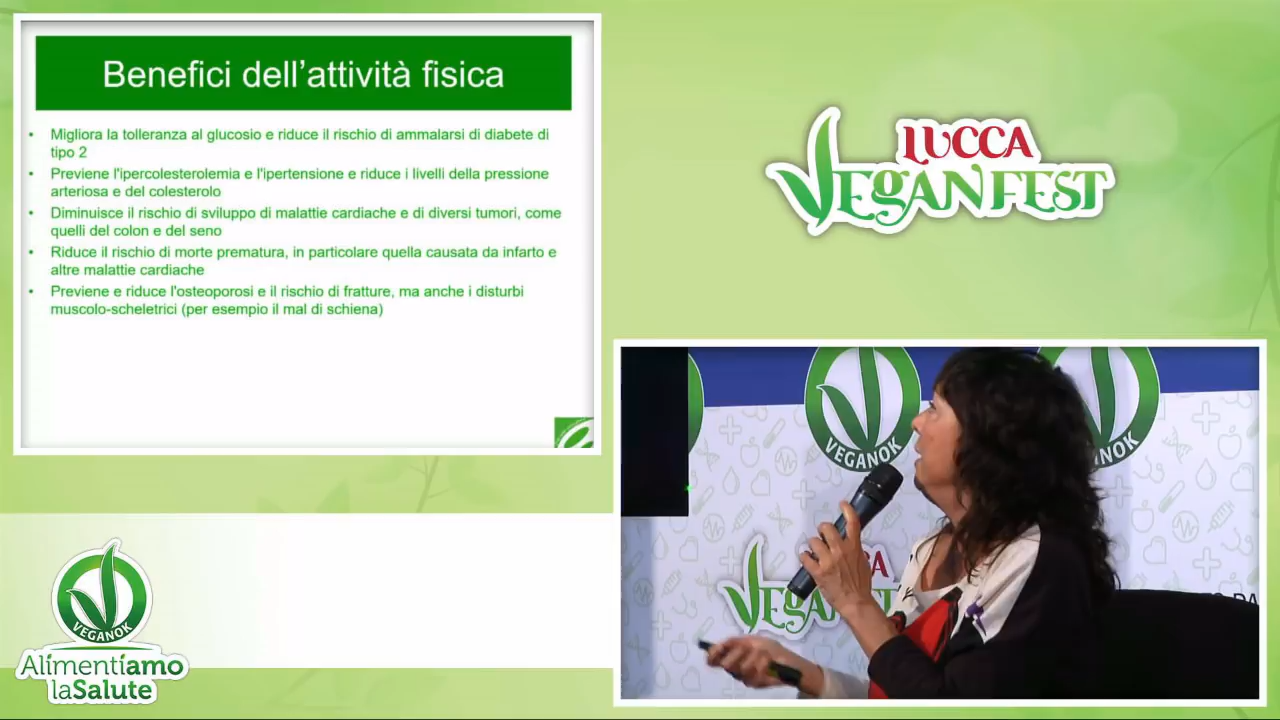 Benefici dell'attività fisica
• Migliora la tolleranza al glucosio e riduce il rischio di ammalarsi di diabete di
tipo 2
• Previene l'ipercolesterolemia e l'ipertensione e riduce i livelli della pressione
arteriosa e del colesterolo
• Diminuisce il rischio di sviluppo di malattie cardiache e di diversi tumori, come
quelli del colon e del seno
• Riduce il rischio di morte prematura, in particolare quella causata da infarto e
altre malattie cardiache
• Previene e riduce l'osteoporosi e il rischio di fratture, ma anche i disturbi
muscolo-scheletrici (per esempio il mal di schiena)
LUCCA
VEGANFEST
VEGANOK
NOK
CA
VEGANFEST
VEGANOK
Alimentiamo
laSalute